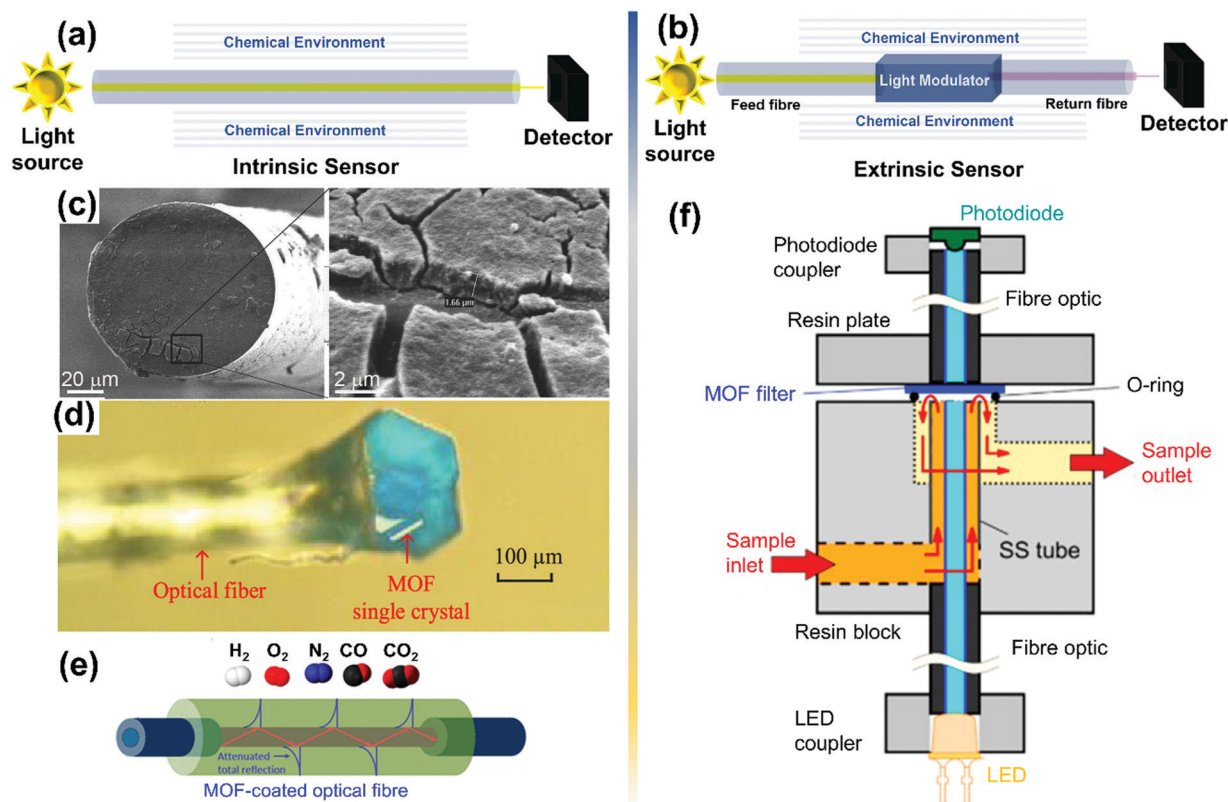 (a)
Chemical Environment
Chemical Environment
Light
source
Detector
Intrinsic Sensor
(b)
Chemical Environment
Light Modulator
Feed fibre
Return fibre
Chemical Environment
Light
source
Detector
Extrinsic Sensor
(c)
20 μm
1.66 μm
2 μm
(d)
Optical fiber
MOF
single crystal
100 μm
(e)
H2
O2
N2
CO
CO2
Attenuated
total reflection
MOF-coated optical fibre
(f)
Photodiode
Photodiode
coupler
Fibre optic
Resin plate
MOF filter
O-ring
Sample
outlet
Sample
inlet
SS tube
Resin block
Fibre optic
LED
coupler
LED